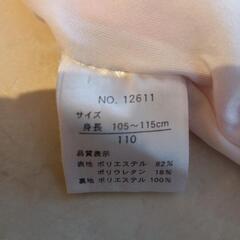 NO. 12611
サイズ
身長 105～115cm
110
品質表示
表地 ポリエステル 82%
ポリウレタン 18%
裏地 ポリエステル 100%